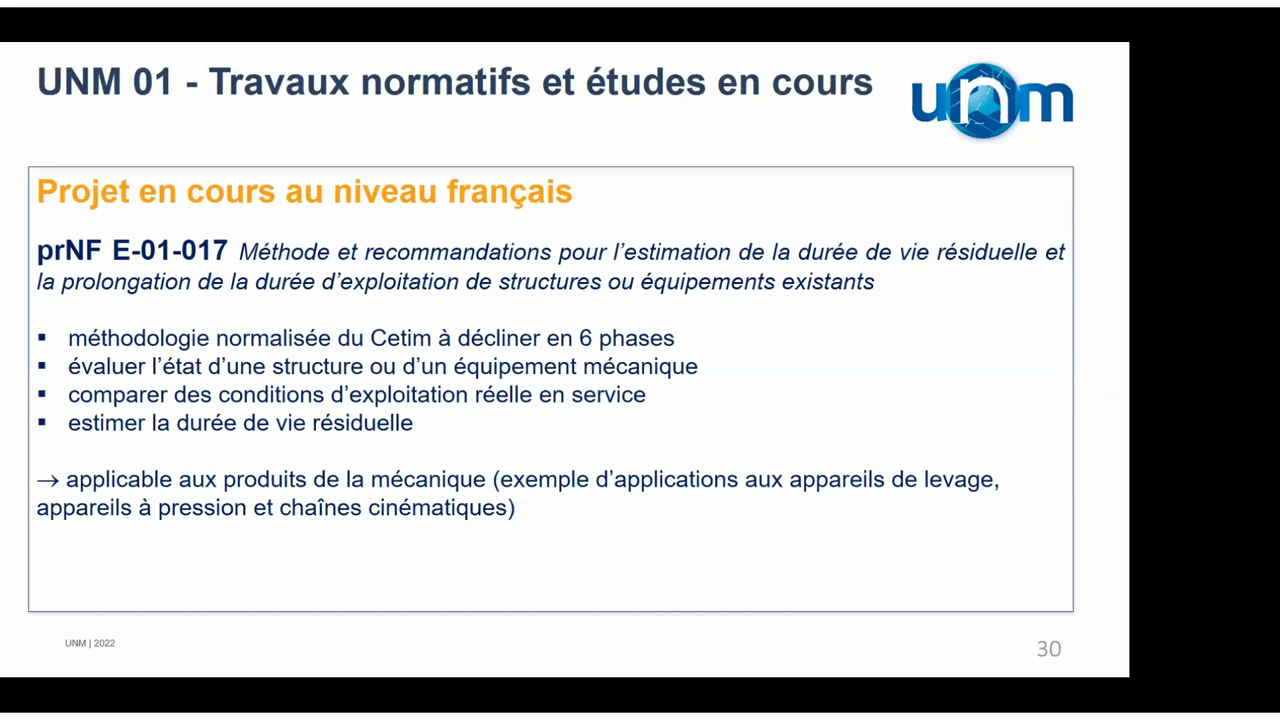 UNM 01 - Travaux normatifs et études en cours
unm
Projet en cours au niveau français
prNF E-01-017 Méthode et recommandations pour l’estimation de la durée de vie résiduelle et
la prolongation de la durée d’exploitation de structures ou équipements existants
▪ méthodologie normalisée du Cetim à décliner en 6 phases
▪ évaluer l’état d’une structure ou d’un équipement mécanique
▪ comparer des conditions d’exploitation réelle en service
▪ estimer la durée de vie résiduelle
→ applicable aux produits de la mécanique (exemple d’applications aux appareils de levage,
appareils à pression et chaînes cinématiques)
UNM | 2022
30